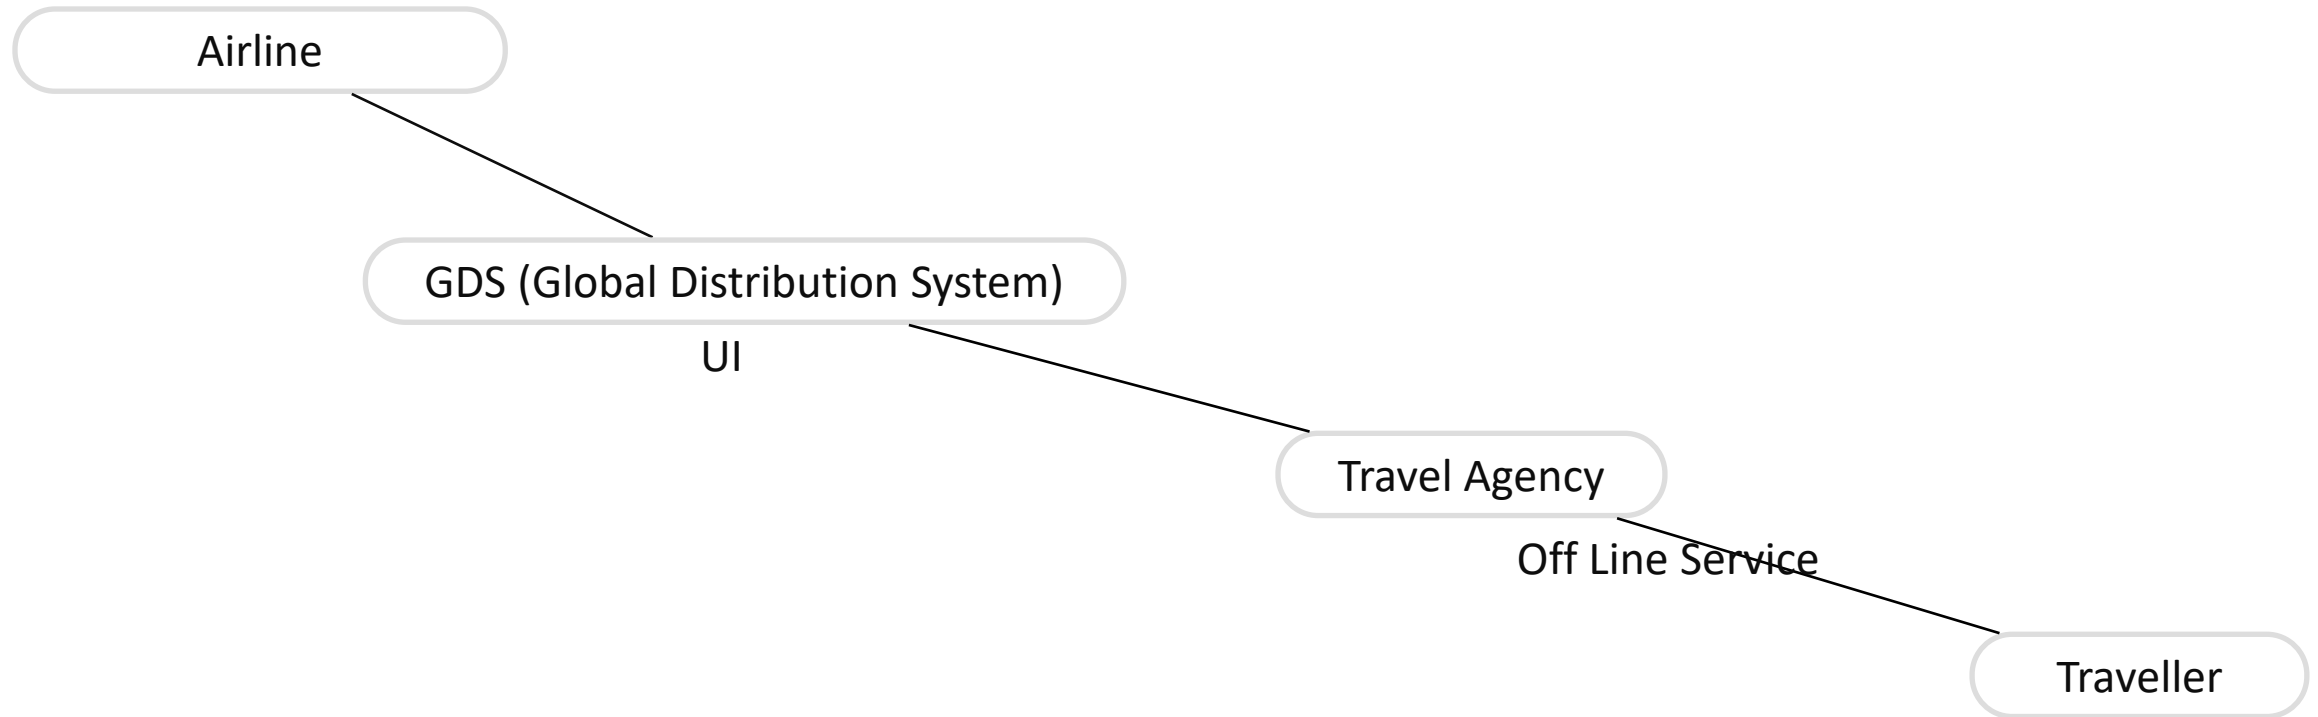 Airline
GDS (Global Distribution System)
UI
Travel Agency
Off Line Service
Traveller